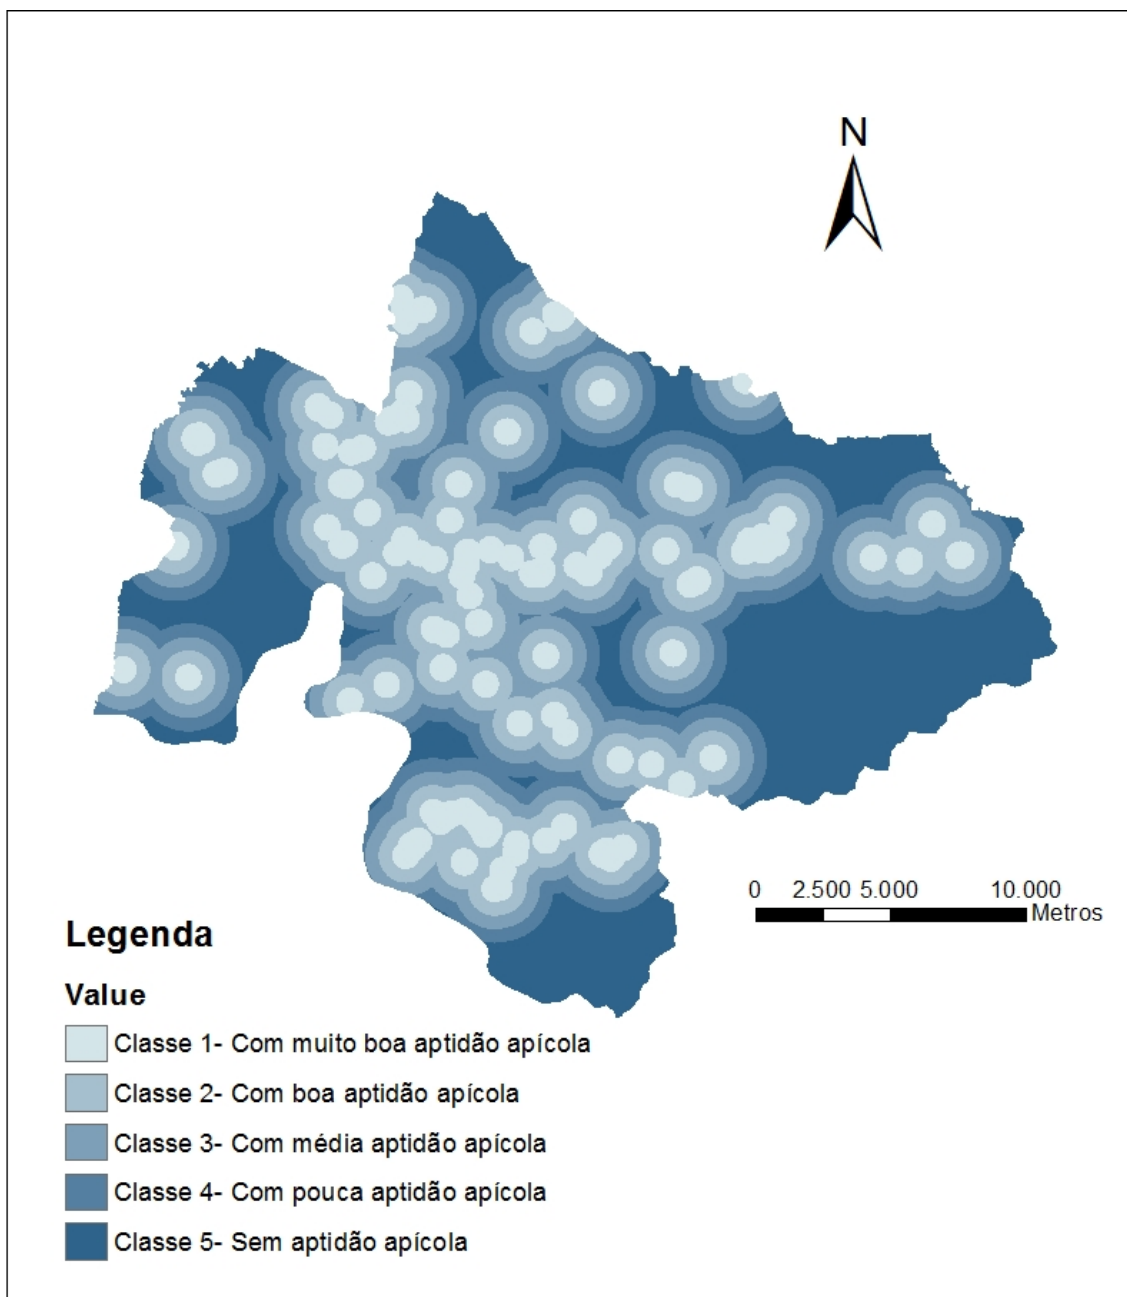 N
0 2.500 5.000 10.000
Metros
Legenda
Value
Classe 1- Com muito boa aptidão apícola
Classe 2- Com boa aptidão apícola
Classe 3- Com média aptidão apícola
Classe 4- Com pouca aptidão apícola
Classe 5- Sem aptidão apícola